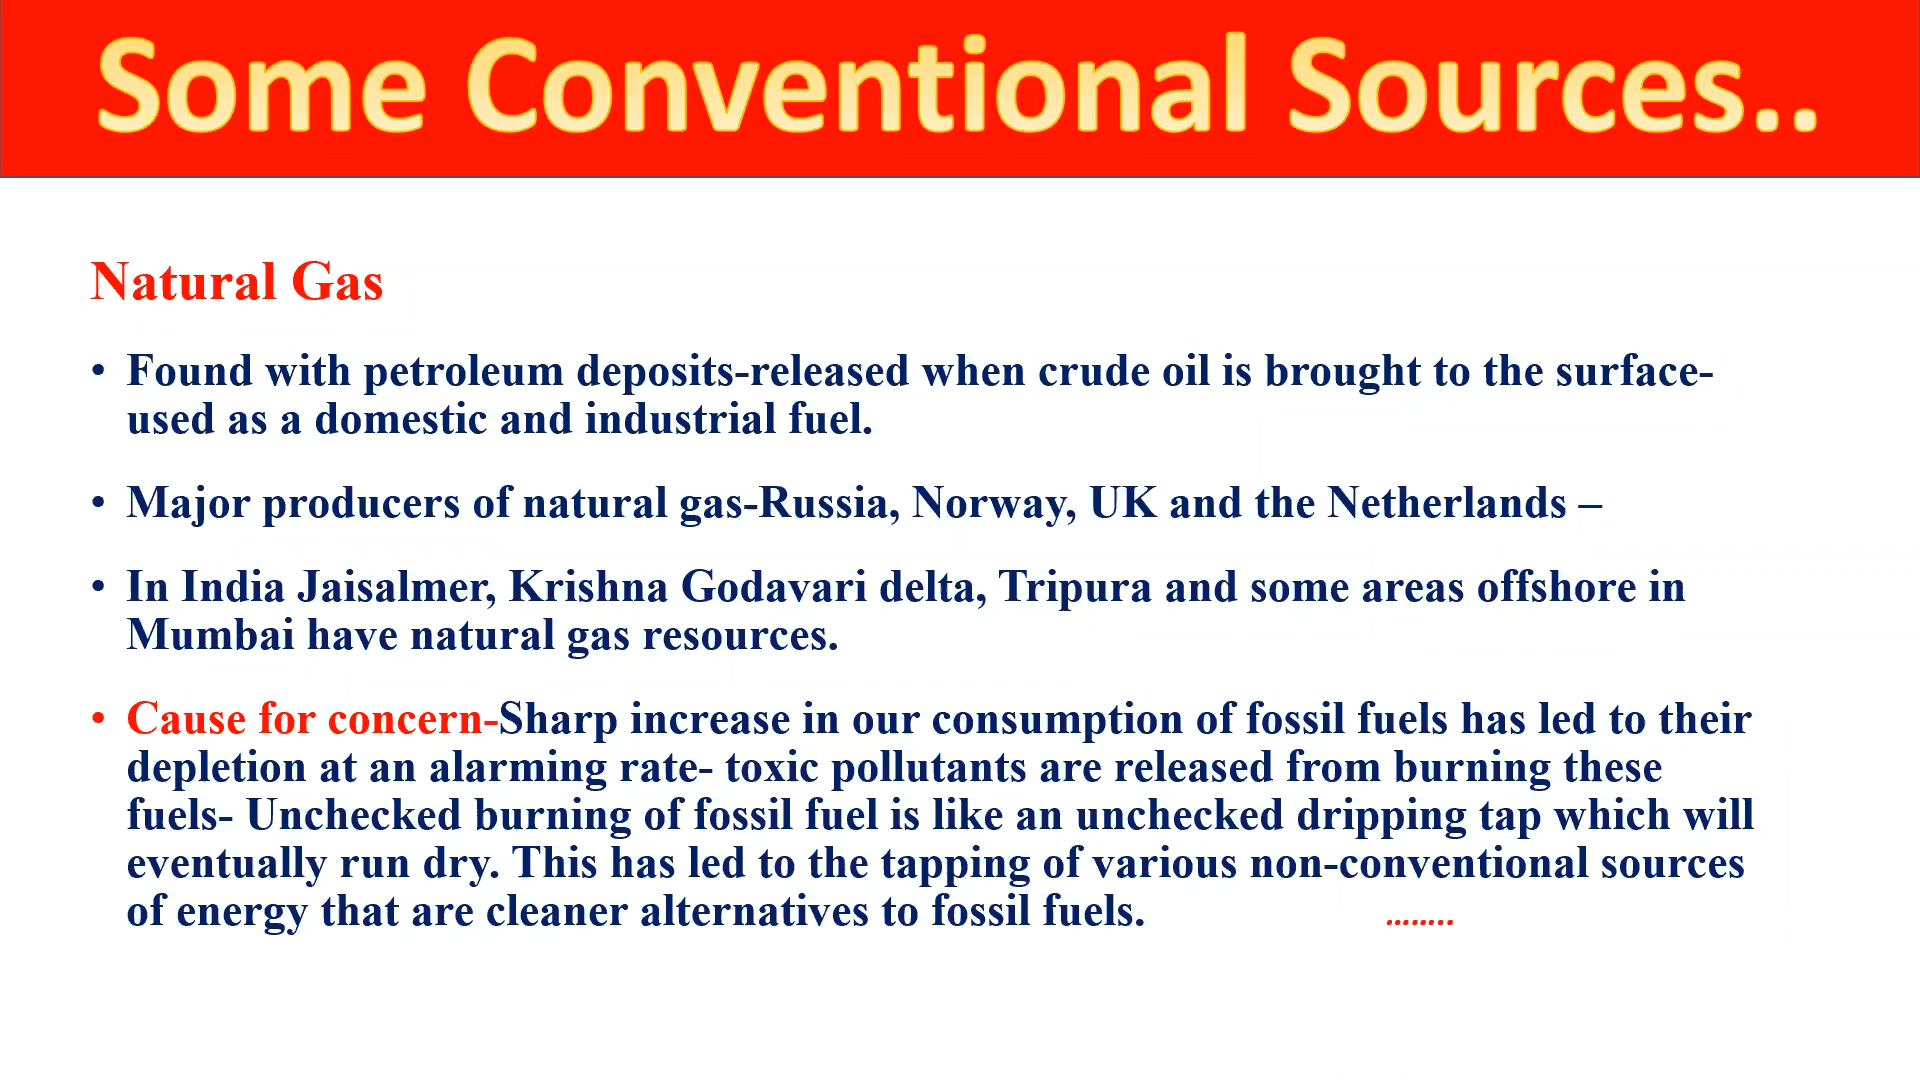 Some Conventional Sources..
Natural Gas
• Found with petroleum deposits-released when crude oil is brought to the surface-
used as a domestic and industrial fuel.
• Major producers of natural gas-Russia, Norway, UK and the Netherlands –
• In India Jaisalmer, Krishna Godavari delta, Tripura and some areas offshore in
Mumbai have natural gas resources.
• Cause for concern-Sharp increase in our consumption of fossil fuels has led to their
depletion at an alarming rate- toxic pollutants are released from burning these
fuels- Unchecked burning of fossil fuel is like an unchecked dripping tap which will
eventually run dry. This has led to the tapping of various non-conventional sources
of energy that are cleaner alternatives to fossil fuels. ……..